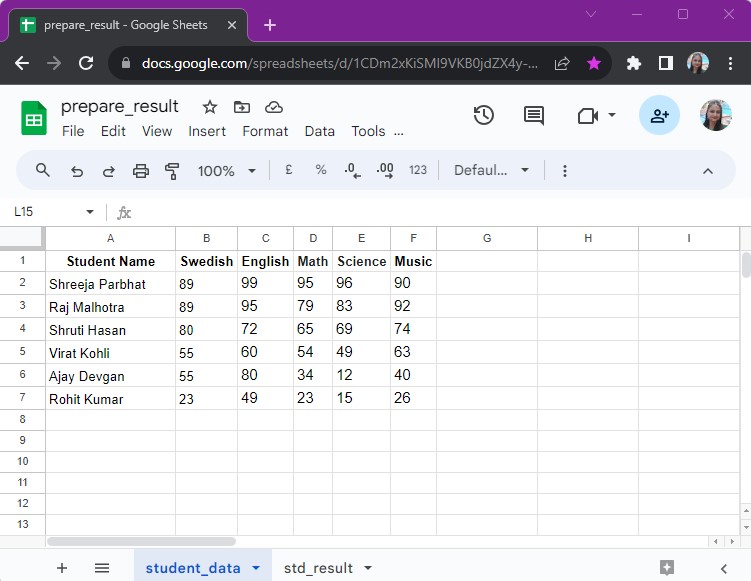 prepare_result - Google Sheets
docs.google.com/spreadsheets/d/1CDm2xKiSMI9VKB0jdZX4y-...
prepare_result
File Edit View Insert Format Data Tools ...
100% £ % .0 .00 123 Defaul...
L15 fx
A B C D E F G H I
1 Student Name Swedish English Math Science Music
2 Shreeja Parbhat 89 99 95 96 90
3 Raj Malhotra 89 95 79 83 92
4 Shruti Hasan 80 72 65 69 74
5 Virat Kohli 55 60 54 49 63
6 Ajay Devgan 55 80 34 12 40
7 Rohit Kumar 23 49 23 15 26
8
9
10
11
12
13
student_data std_result